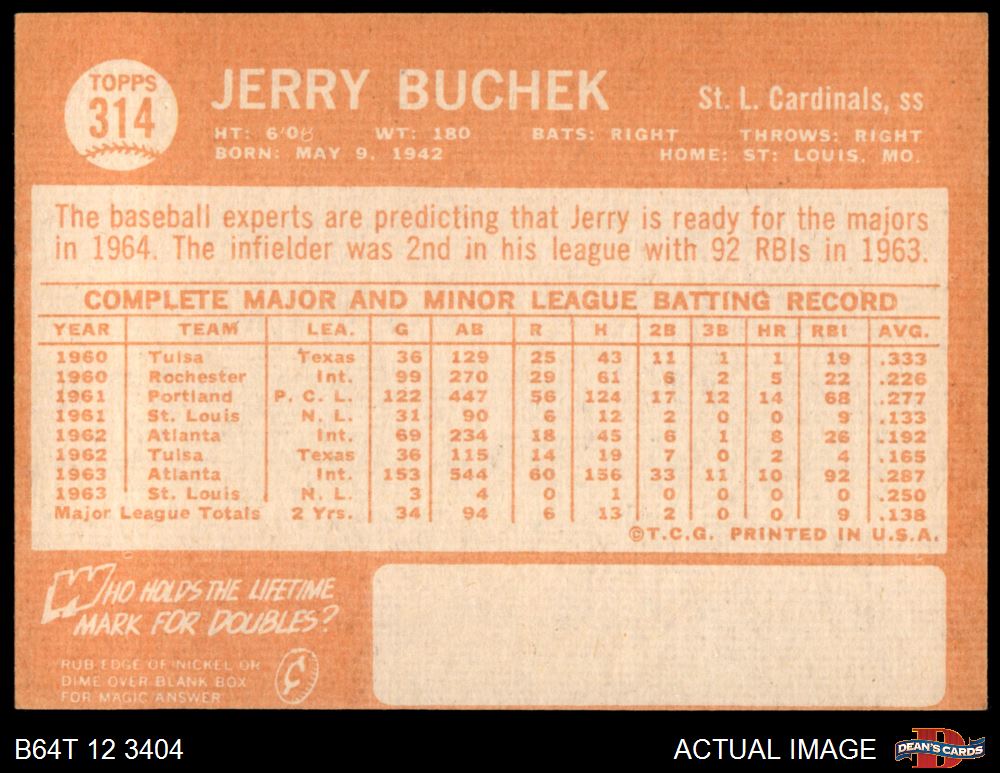 TOPPS
314
JERRY BUCHEK
St. L. Cardinals, ss
HT: WT: 180 BATS: RIGHT THROWS: RIGHT
BORN: MAY 9, 1942 HOME: ST: LOUIS, MO.
The baseball experts are predicting that Jerry is ready for the majors
in 1964. The infielder was 2nd in his league with 92 RBIs in 1963.
COMPLETE MAJOR AND MINOR LEAGUE BATTING RECORD
YEAR TEAM LEA. G AB R H 2B 3B HR RBI AVG.
1960 Tulsa Texas 36 129 25 43 11 1 1 19 .333
1960 Rochester Int. 99 270 29 61 6 2 5 22 .226
1961 Portland P. C. L. 122 447 56 124 17 12 14 68 .277
1961 St. Louis N. L. 31 90 6 12 2 0 0 9 .133
1962 Atlanta Int. 69 234 18 45 6 1 8 26 .192
1962 Tulsa Texas 36 115 14 19 7 0 2 4 .165
1963 Atlanta Int. 153 544 60 156 33 11 10 92 .287
1963 St. Louis N. L. 3 4 0 1 0 0 0 0 .250
Major League Totals 2 Yrs. 34 94 6 13 2 0 0 9 .138
©T.C.G. PRINTED IN U.S.A.
WHO HOLDS THE LIFETIME
MARK FOR DOUBLES?
RUB EDGE OF NICKEL OR
DIME OVER BLANK BOX
FOR MAGIC ANSWER
B64T 12 3404
ACTUAL IMAGE
DEAN'S CARDS